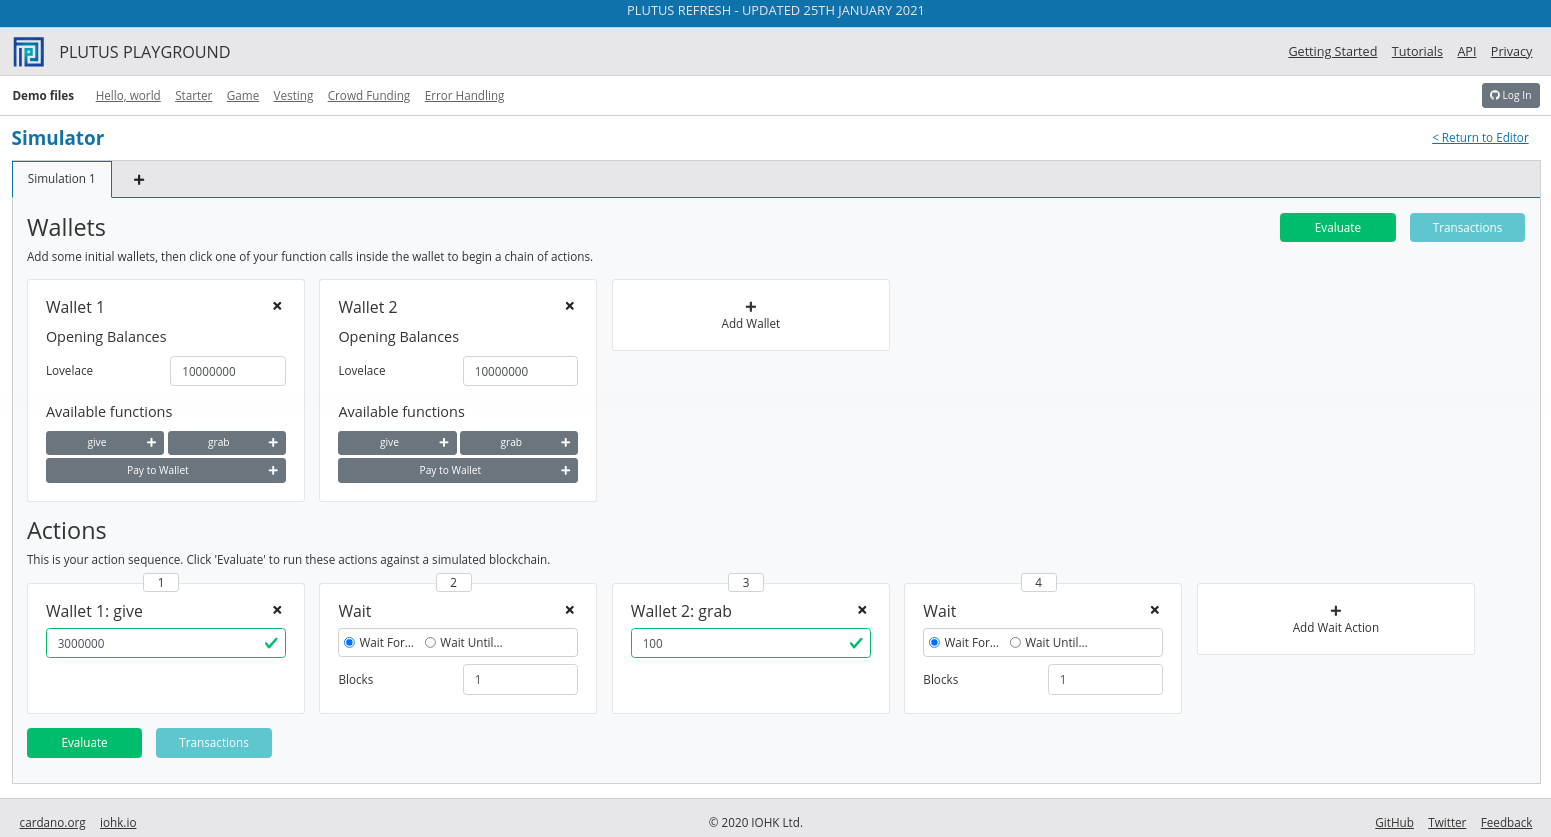 PLUTUS REFRESH - UPDATED 25TH JANUARY 2021
PLUTUS PLAYGROUND Getting Started Tutorials API Privacy
Demo files Hello, world Starter Game Vesting Crowd Funding Error Handling Log In
Simulator < Return to Editor
Simulation 1 +
Wallets Evaluate Transactions
Add some initial wallets, then click one of your function calls inside the wallet to begin a chain of actions.
Wallet 1
Opening Balances
Lovelace 10000000
Available functions
give + grab +
Pay to Wallet +
Wallet 2
Opening Balances
Lovelace 10000000
Available functions
give + grab +
Pay to Wallet +
+
Add Wallet
Actions
This is your action sequence. Click 'Evaluate' to run these actions against a simulated blockchain.
1
Wallet 1: give
3000000
2
Wait
Wait For... Wait Until...
Blocks 1
3
Wallet 2: grab
100
4
Wait
Wait For... Wait Until...
Blocks 1
+
Add Wait Action
Evaluate Transactions
cardano.org iohk.io © 2020 IOHK Ltd. GitHub Twitter Feedback